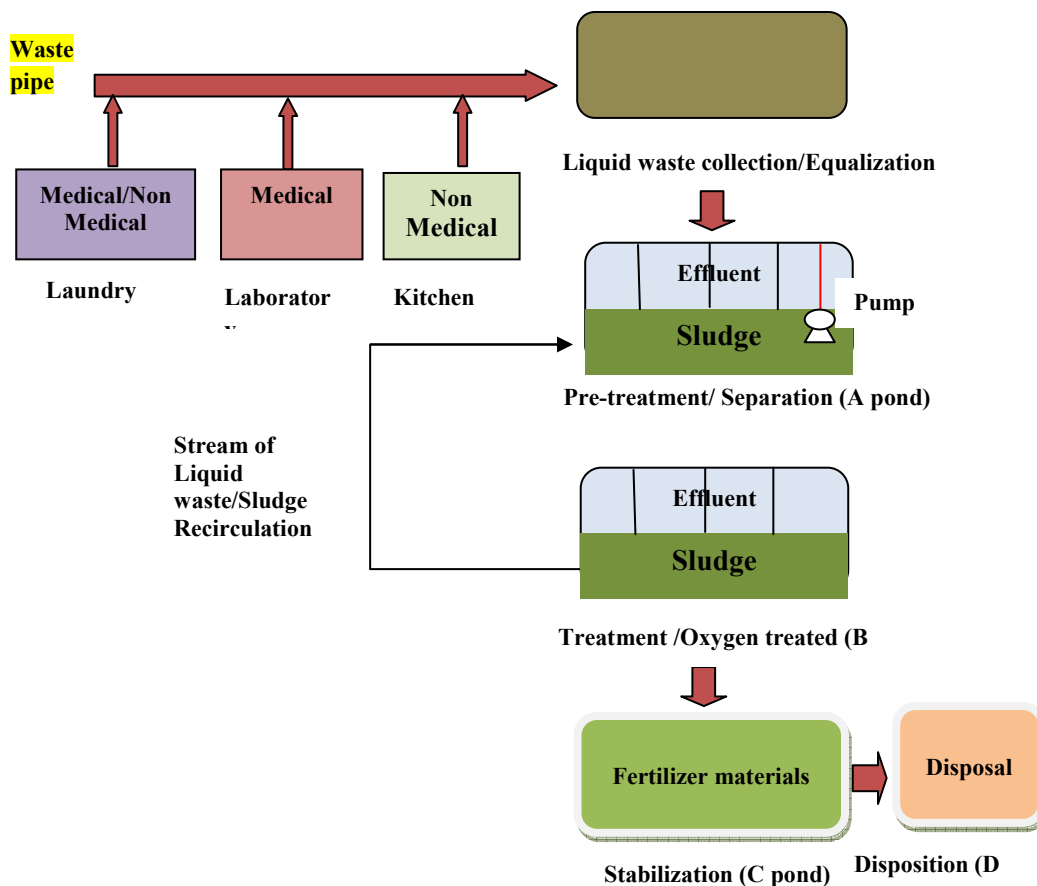 Waste
pipe
Medical/Non
Medical
Medical
Non
Medical
Laundry
Laborator
Kitchen
Liquid waste collection/Equalization
Effluent
Sludge
Pump
Pre-treatment/ Separation (A pond)
Stream of
Liquid
waste/Sludge
Recirculation
Effluent
Sludge
Treatment /Oxygen treated (B
Fertilizer materials
Disposal
Stabilization (C pond)
Disposition (D